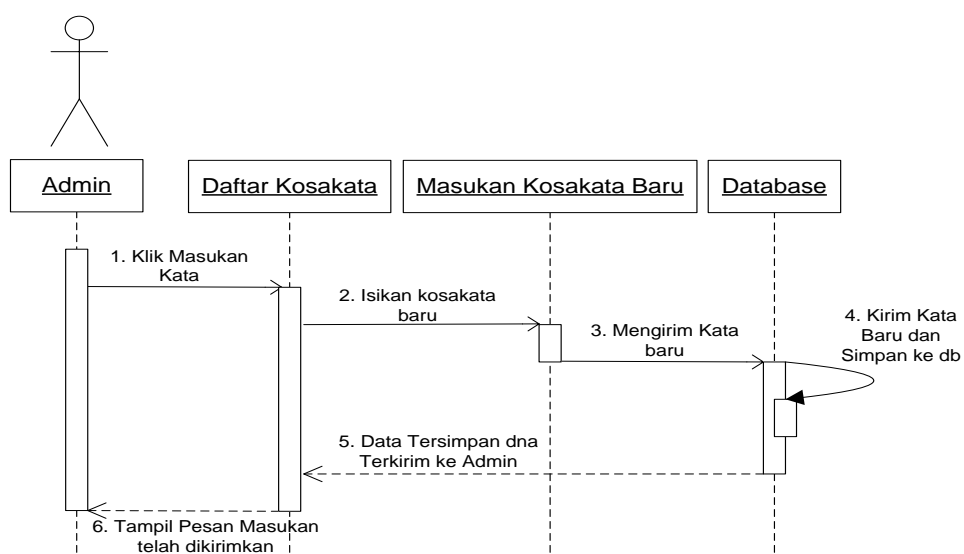 Admin
Daftar Kosakata
Masukan Kosakata Baru
Database
1. Klik Masukan
Kata
2. Isikan kosakata
baru
3. Mengirim Kata
baru
4. Kirim Kata
Baru dan
Simpan ke db
5. Data Tersimpan dna
Terkirim ke Admin
6. Tampil Pesan Masukan
telah dikirimkan